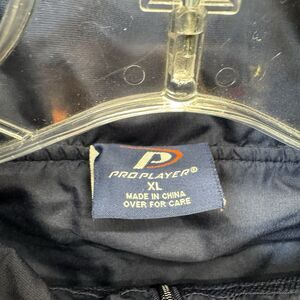 P
PRO PLAYER®
XL
MADE IN CHINA
OVER FOR CARE